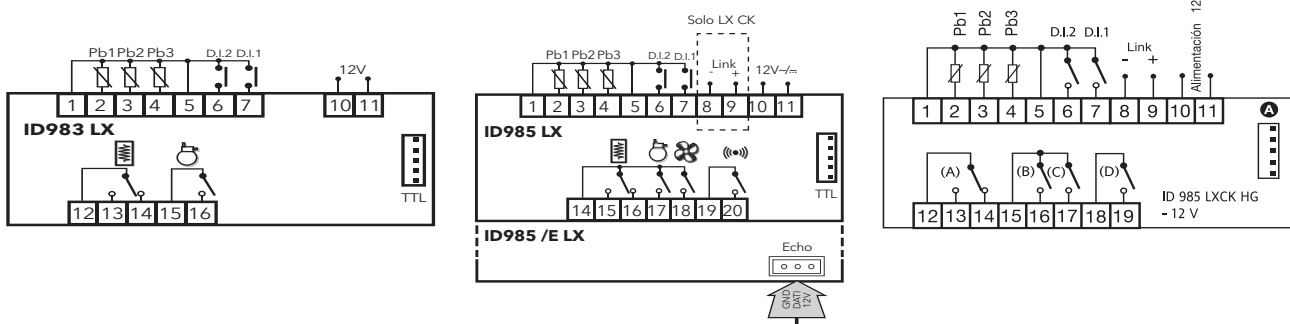 Pb1 Pb2 Pb3 D.I.2 D.I.1
12V
1 2 3 4 5 6 7 10 11
ID983 LX
TTL
12 13 14 15 16
Solo LX CK
Pb1 Pb2 Pb3 D.I.2 D.I.1 Link 12V~/⎓
- +
1 2 3 4 5 6 7 8 9 10 11
ID985 LX
TTL
14 15 16 17 18 19 20
ID985 /E LX
Echo
GND
DATI
12V
Pb1 Pb2 Pb3 D.I.2 D.I.1 Link Alimentación 12
- +
1 2 3 4 5 6 7 8 9 10 11
A
(A) (B) (C) (D)
ID 985 LXCK HG
- 12 V
12 13 14 15 16 17 18 19